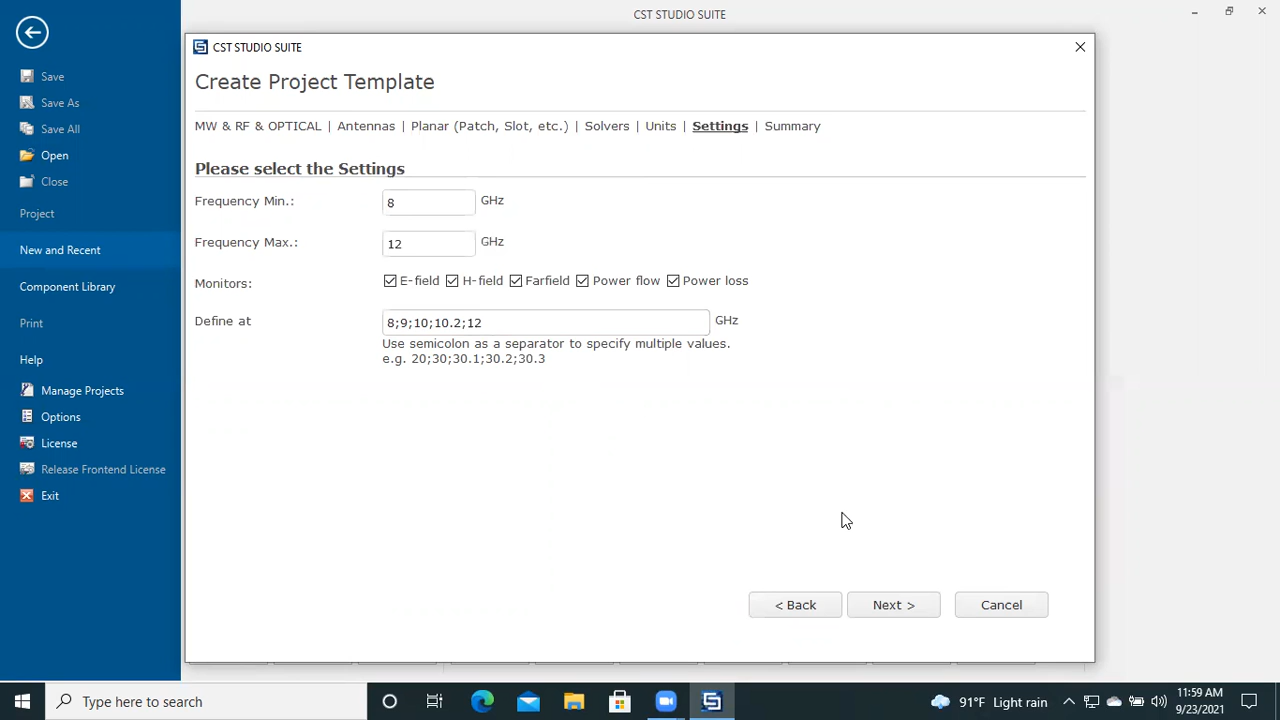 CST STUDIO SUITE
CST STUDIO SUITE
Create Project Template
MW & RF & OPTICAL | Antennas | Planar (Patch, Slot, etc.) | Solvers | Units | Settings | Summary
Please select the Settings
Frequency Min.: 8 GHz
Frequency Max.: 12 GHz
Monitors: E-field H-field Farfield Power flow Power loss
Define at 8;9;10;10.2;12 GHz
Use semicolon as a separator to specify multiple values.
e.g. 20;30;30.1;30.2;30.3
< Back Next > Cancel
Save
Save As
Save All
Open
Close
Project
New and Recent
Component Library
Print
Help
Manage Projects
Options
License
Release Frontend License
Exit
Type here to search
91°F Light rain
11:59 AM
9/23/2021